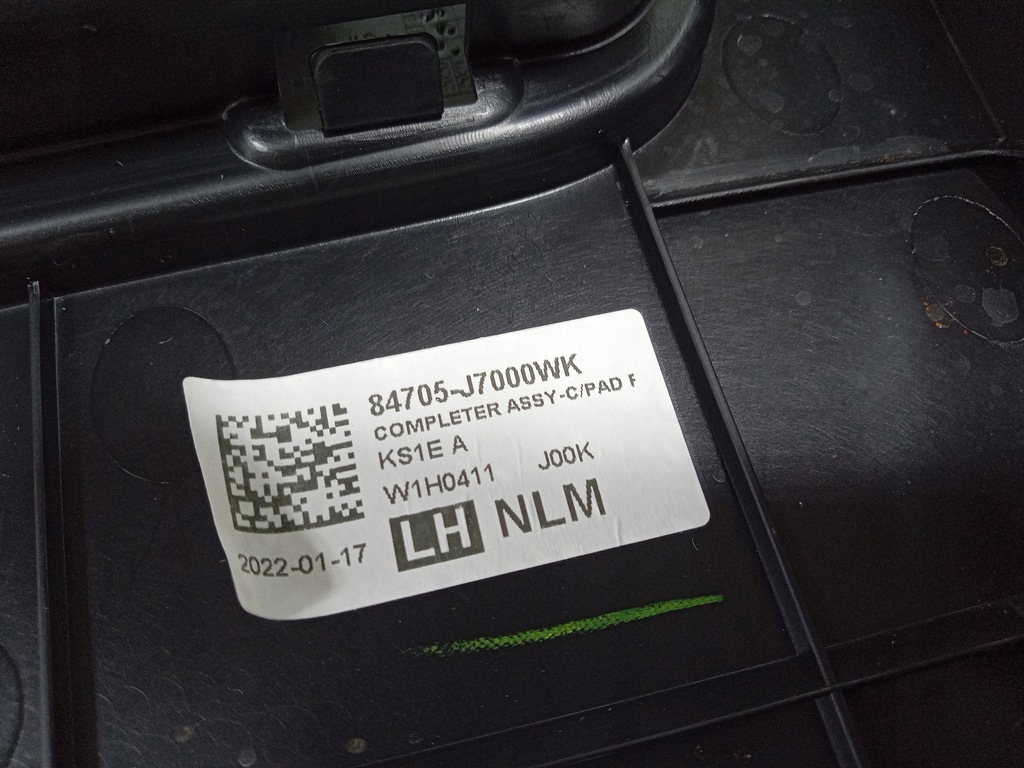 84705-J7000WK
COMPLETER ASSY-C/PAD F
KS1E A
W1H0411 J00K
LH NLM
2022-01-17